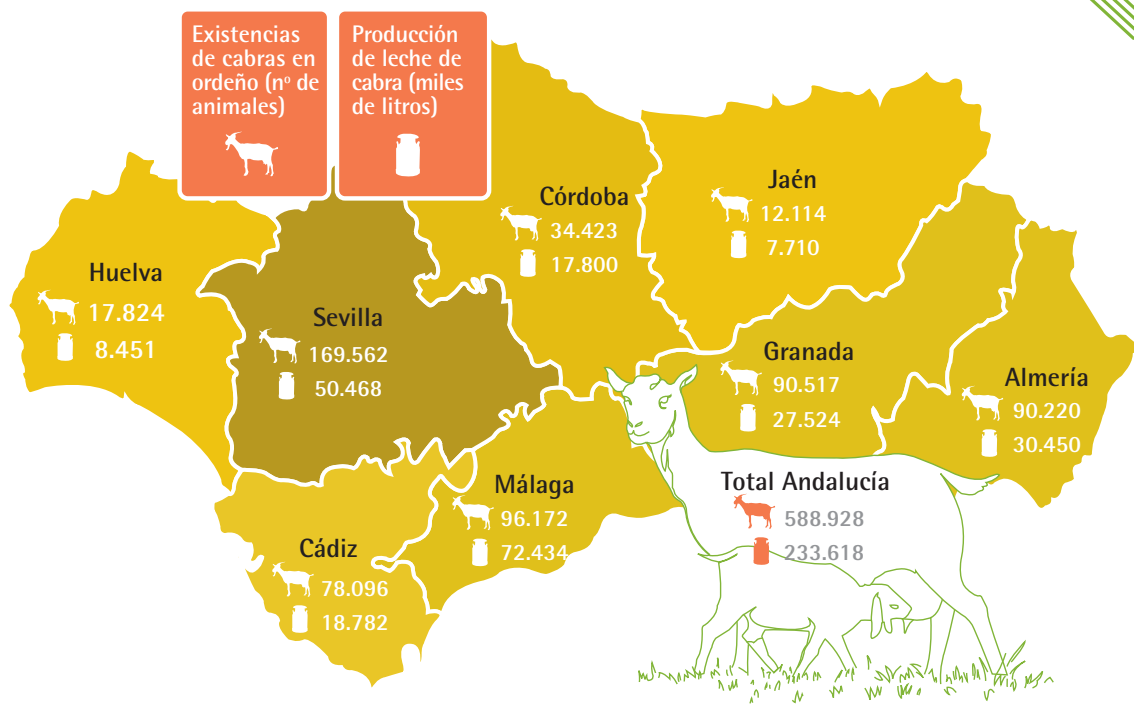 Existencias
de cabras en
ordeño (nº de
animales)
Producción
de leche de
cabra (miles
de litros)
Córdoba
34.423
17.800
Jaén
12.114
7.710
Huelva
17.824
8.451
Sevilla
169.562
50.468
Granada
90.517
27.524
Almería
90.220
30.450
Málaga
96.172
72.434
Total Andalucía
588.928
233.618
Cádiz
78.096
18.782